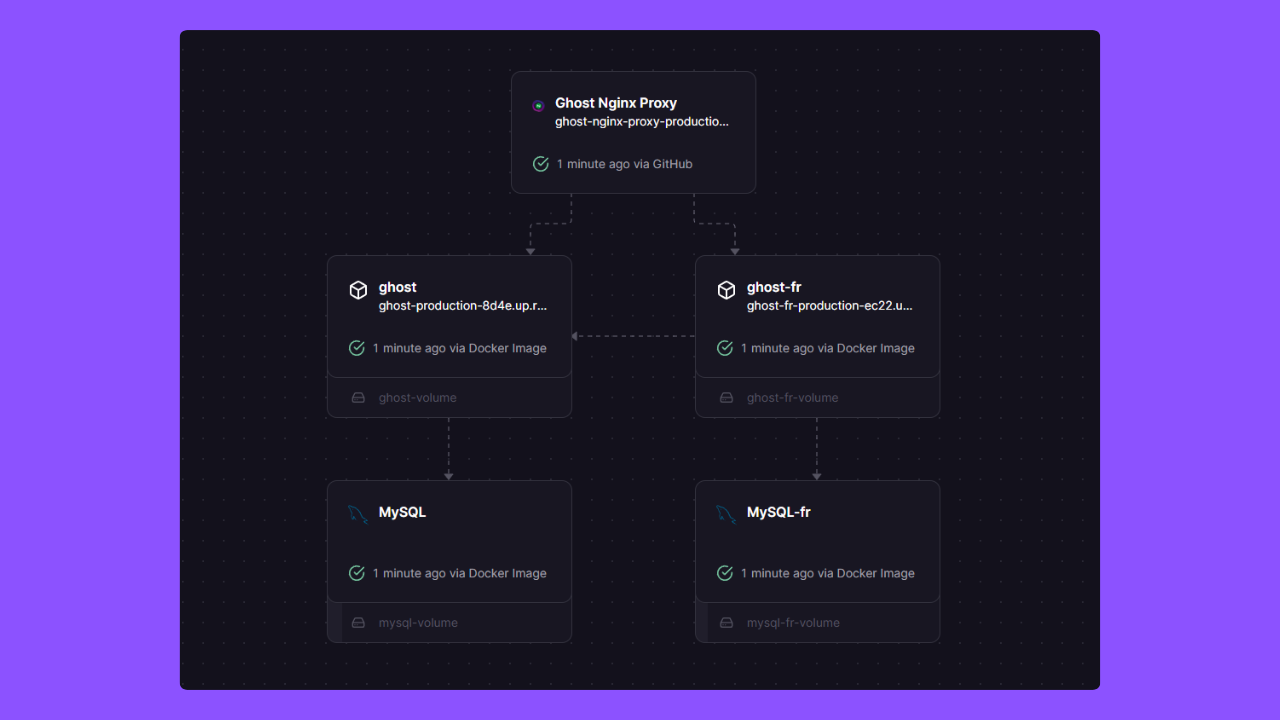 Ghost Nginx Proxy
ghost-nginx-proxy-productio...
1 minute ago via GitHub
ghost
ghost-production-8d4e.up.r...
1 minute ago via Docker Image
ghost-volume
ghost-fr
ghost-fr-production-ec22.u...
1 minute ago via Docker Image
ghost-fr-volume
MySQL
1 minute ago via Docker Image
mysql-volume
MySQL-fr
1 minute ago via Docker Image
mysql-fr-volume